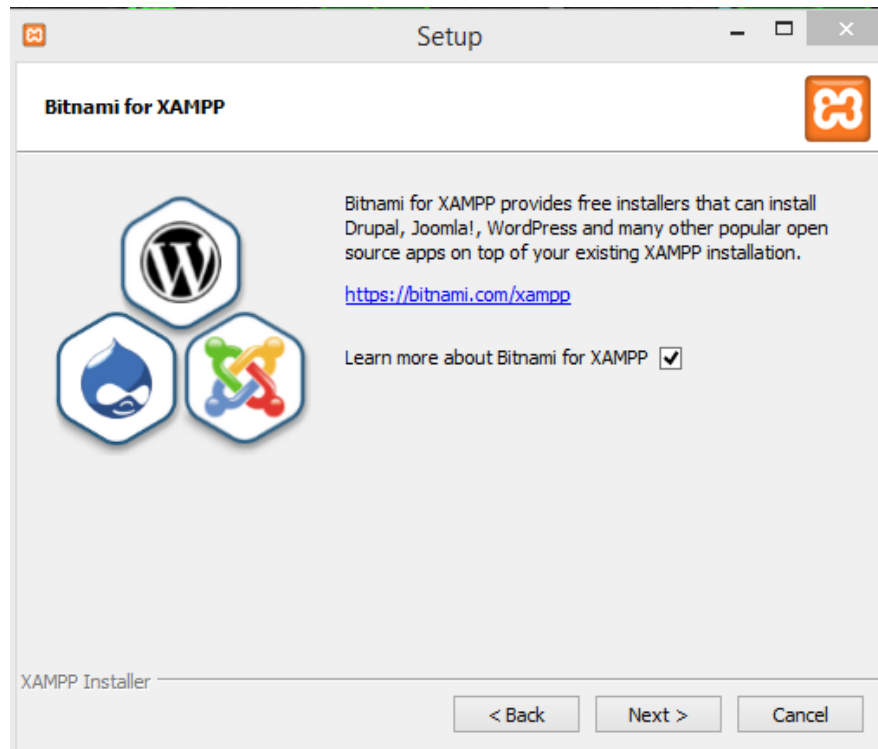 Setup
Bitnami for XAMPP
Bitnami for XAMPP provides free installers that can install
Drupal, Joomla!, WordPress and many other popular open
source apps on top of your existing XAMPP installation.
https://bitnami.com/xampp
Learn more about Bitnami for XAMPP
XAMPP Installer
< Back
Next >
Cancel